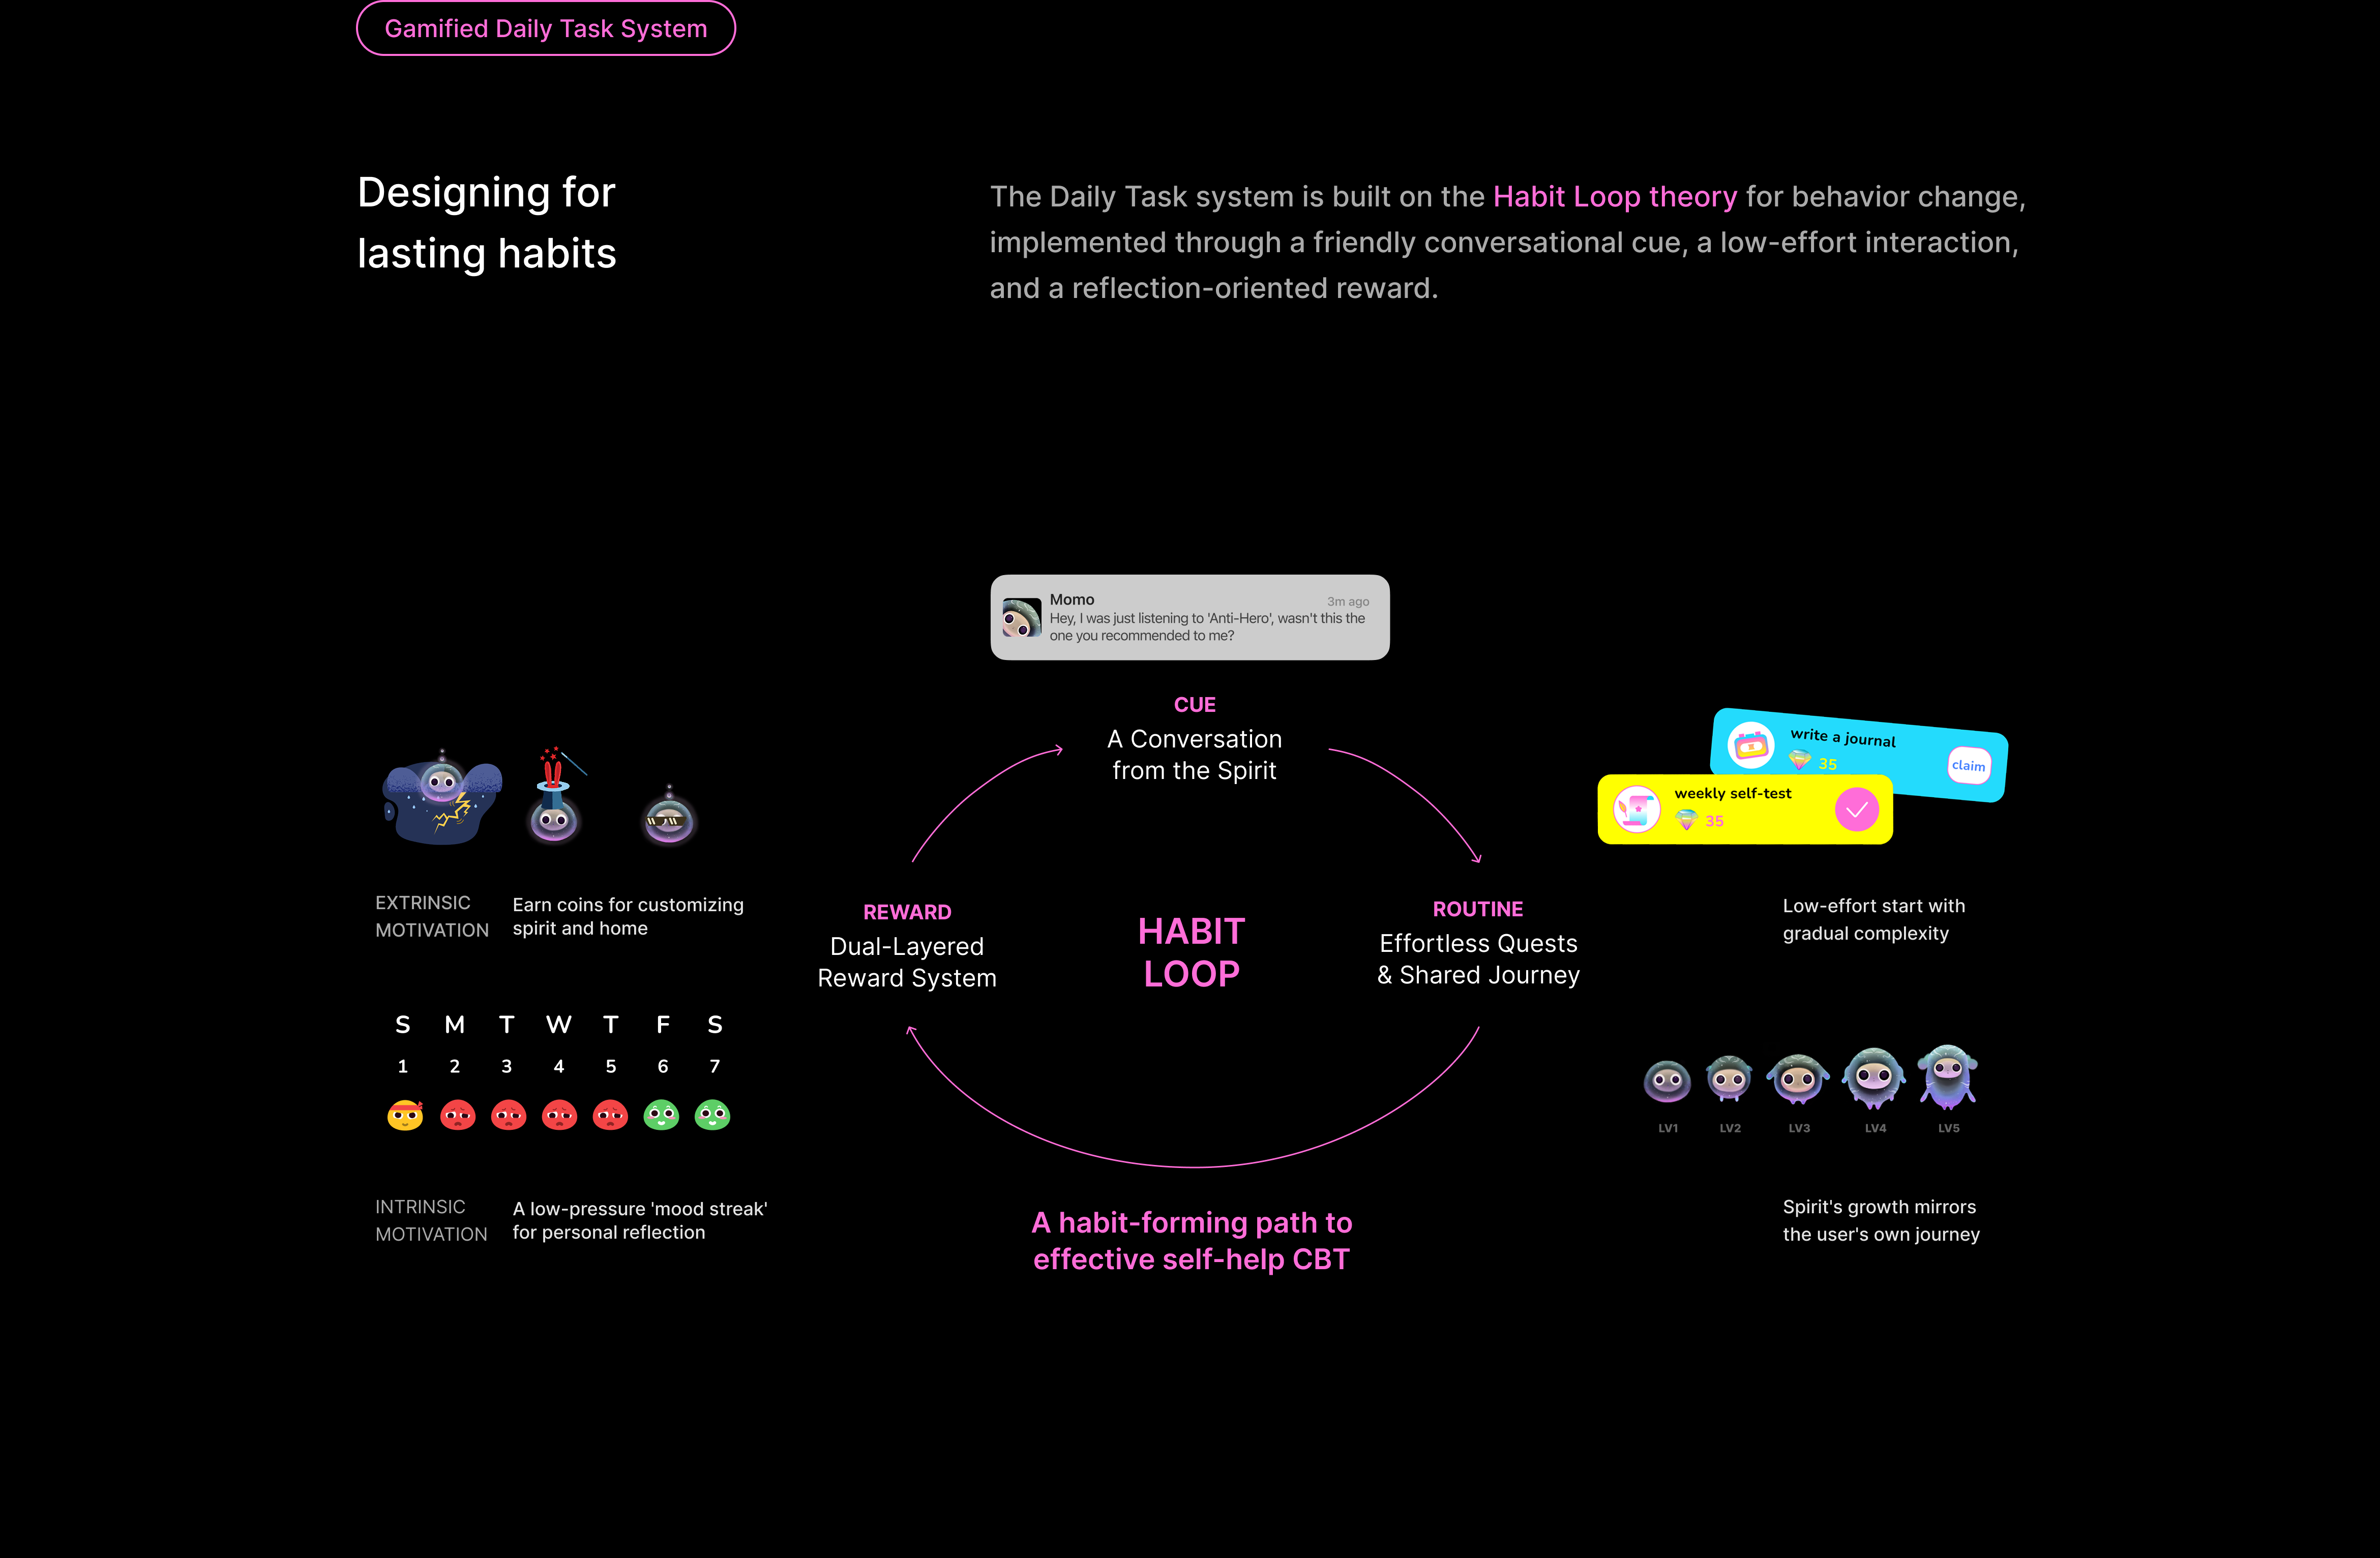 Gamified Daily Task System
Designing for
lasting habits
The Daily Task system is built on the Habit Loop theory for behavior change,
implemented through a friendly conversational cue, a low-effort interaction,
and a reflection-oriented reward.
Momo
3m ago
Hey, I was just listening to 'Anti-Hero', wasn't this the
one you recommended to me?
CUE
A Conversation
from the Spirit
write a journal
35
claim
weekly self-test
35
EXTRINSIC
MOTIVATION
Earn coins for customizing
spirit and home
REWARD
Dual-Layered
Reward System
HABIT
LOOP
ROUTINE
Effortless Quests
& Shared Journey
Low-effort start with
gradual complexity
S M T W T F S
1 2 3 4 5 6 7
LV1 LV2 LV3 LV4 LV5
INTRINSIC
MOTIVATION
A low-pressure 'mood streak'
for personal reflection
A habit-forming path to
effective self-help CBT
Spirit's growth mirrors
the user's own journey